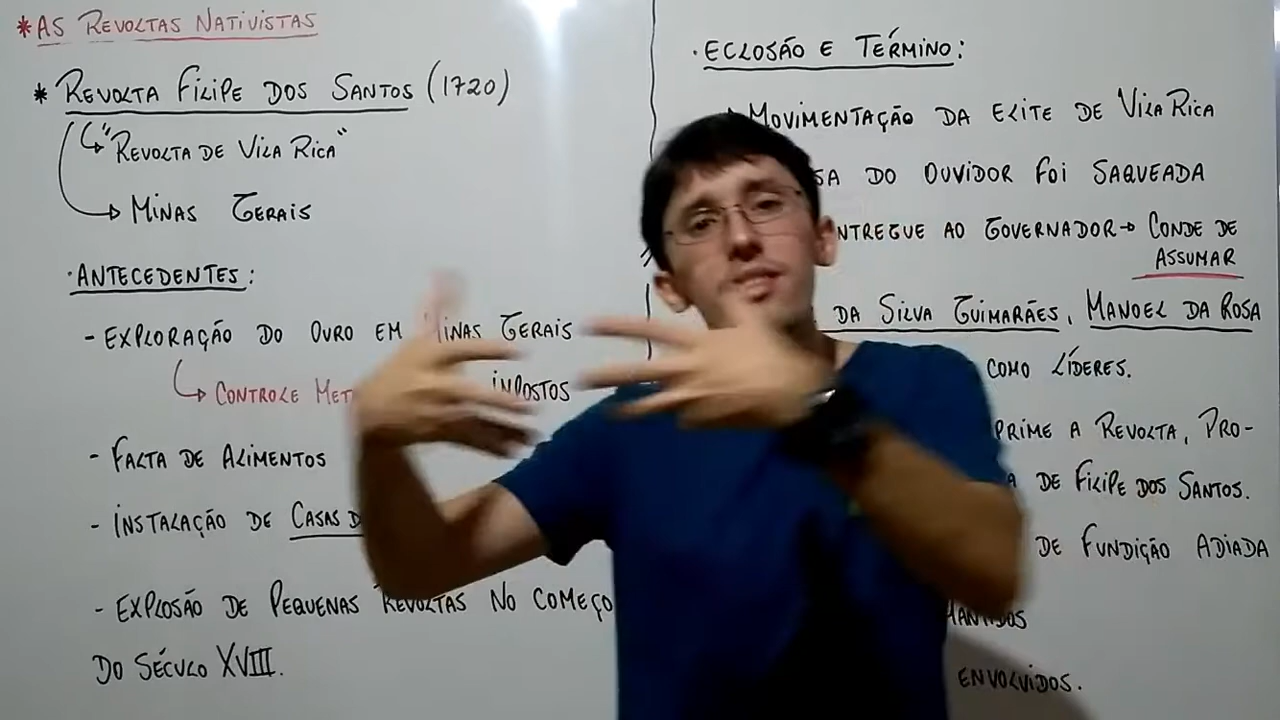 *AS REVOLTAS NATIVISTAS
* REVOLTA FILIPE DOS SANTOS (1720)
"REVOLTA DE VILA RICA"
MINAS GERAIS
·ANTECEDENTES:
- EXPLORAÇÃO DO OURO EM MINAS GERAIS
CONTROLE IMPOSTOS
- FALTA DE ALIMENTOS
- INSTALAÇÃO DE CASAS
- EXPLOSÃO DE PEQUENAS REVOLTAS NO COMEÇO
DO SÉCULO XVIII.
·ECLOSÃO E TÉRMINO:
MOVIMENTAÇÃO DA ELITE DE VILA RICA
DO OUVIDOR FOI SAQUEADA
AO GOVERNADOR→ CONDE DE
ASSUMAR
DA SILVA GUIMARÃES, MANOEL DA ROSA
COMO LÍDERES.
A REVOLTA, PRO-
DE FILIPE DOS SANTOS.
DE FUNDIÇÃO ADIADA
ENVOLVIDOS.